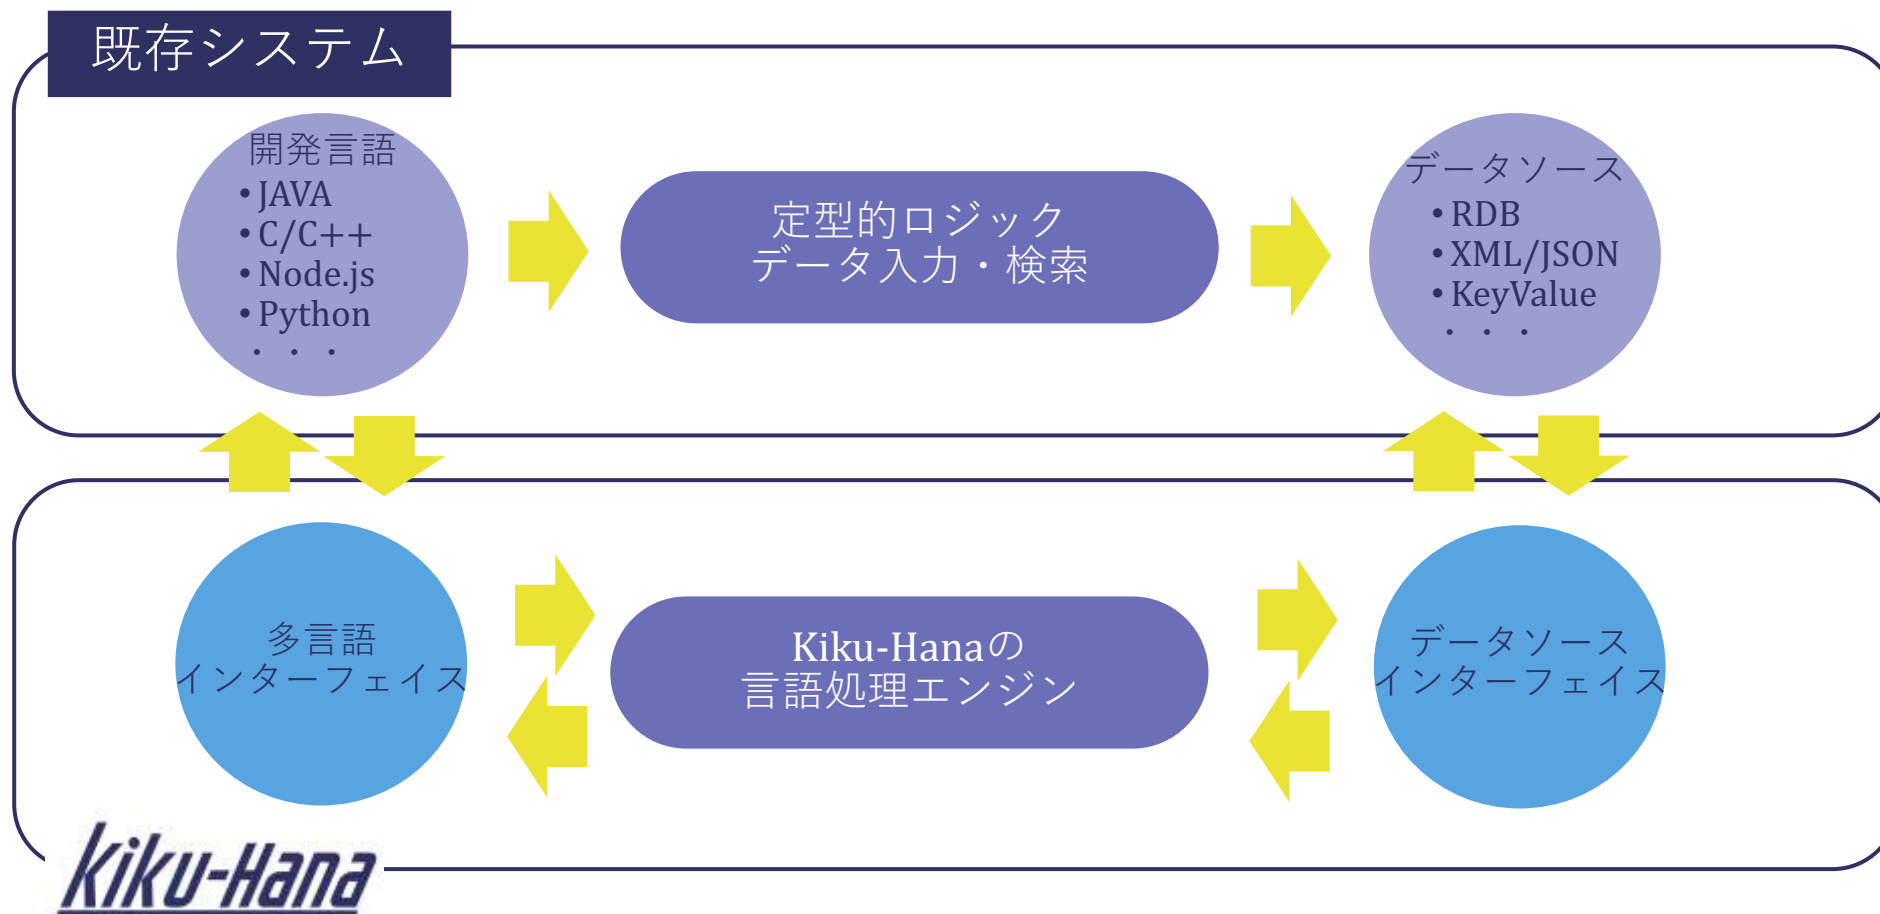 既存システム
開発言語
•JAVA
•C/C++
•Node.js
•Python
・・・
定型的ロジック
データ入力・検索
データソース
•RDB
•XML/JSON
•KeyValue
・・・
多言語
インターフェイス
Kiku-Hanaの
言語処理エンジン
データソース
インターフェイス
Kiku-Hana